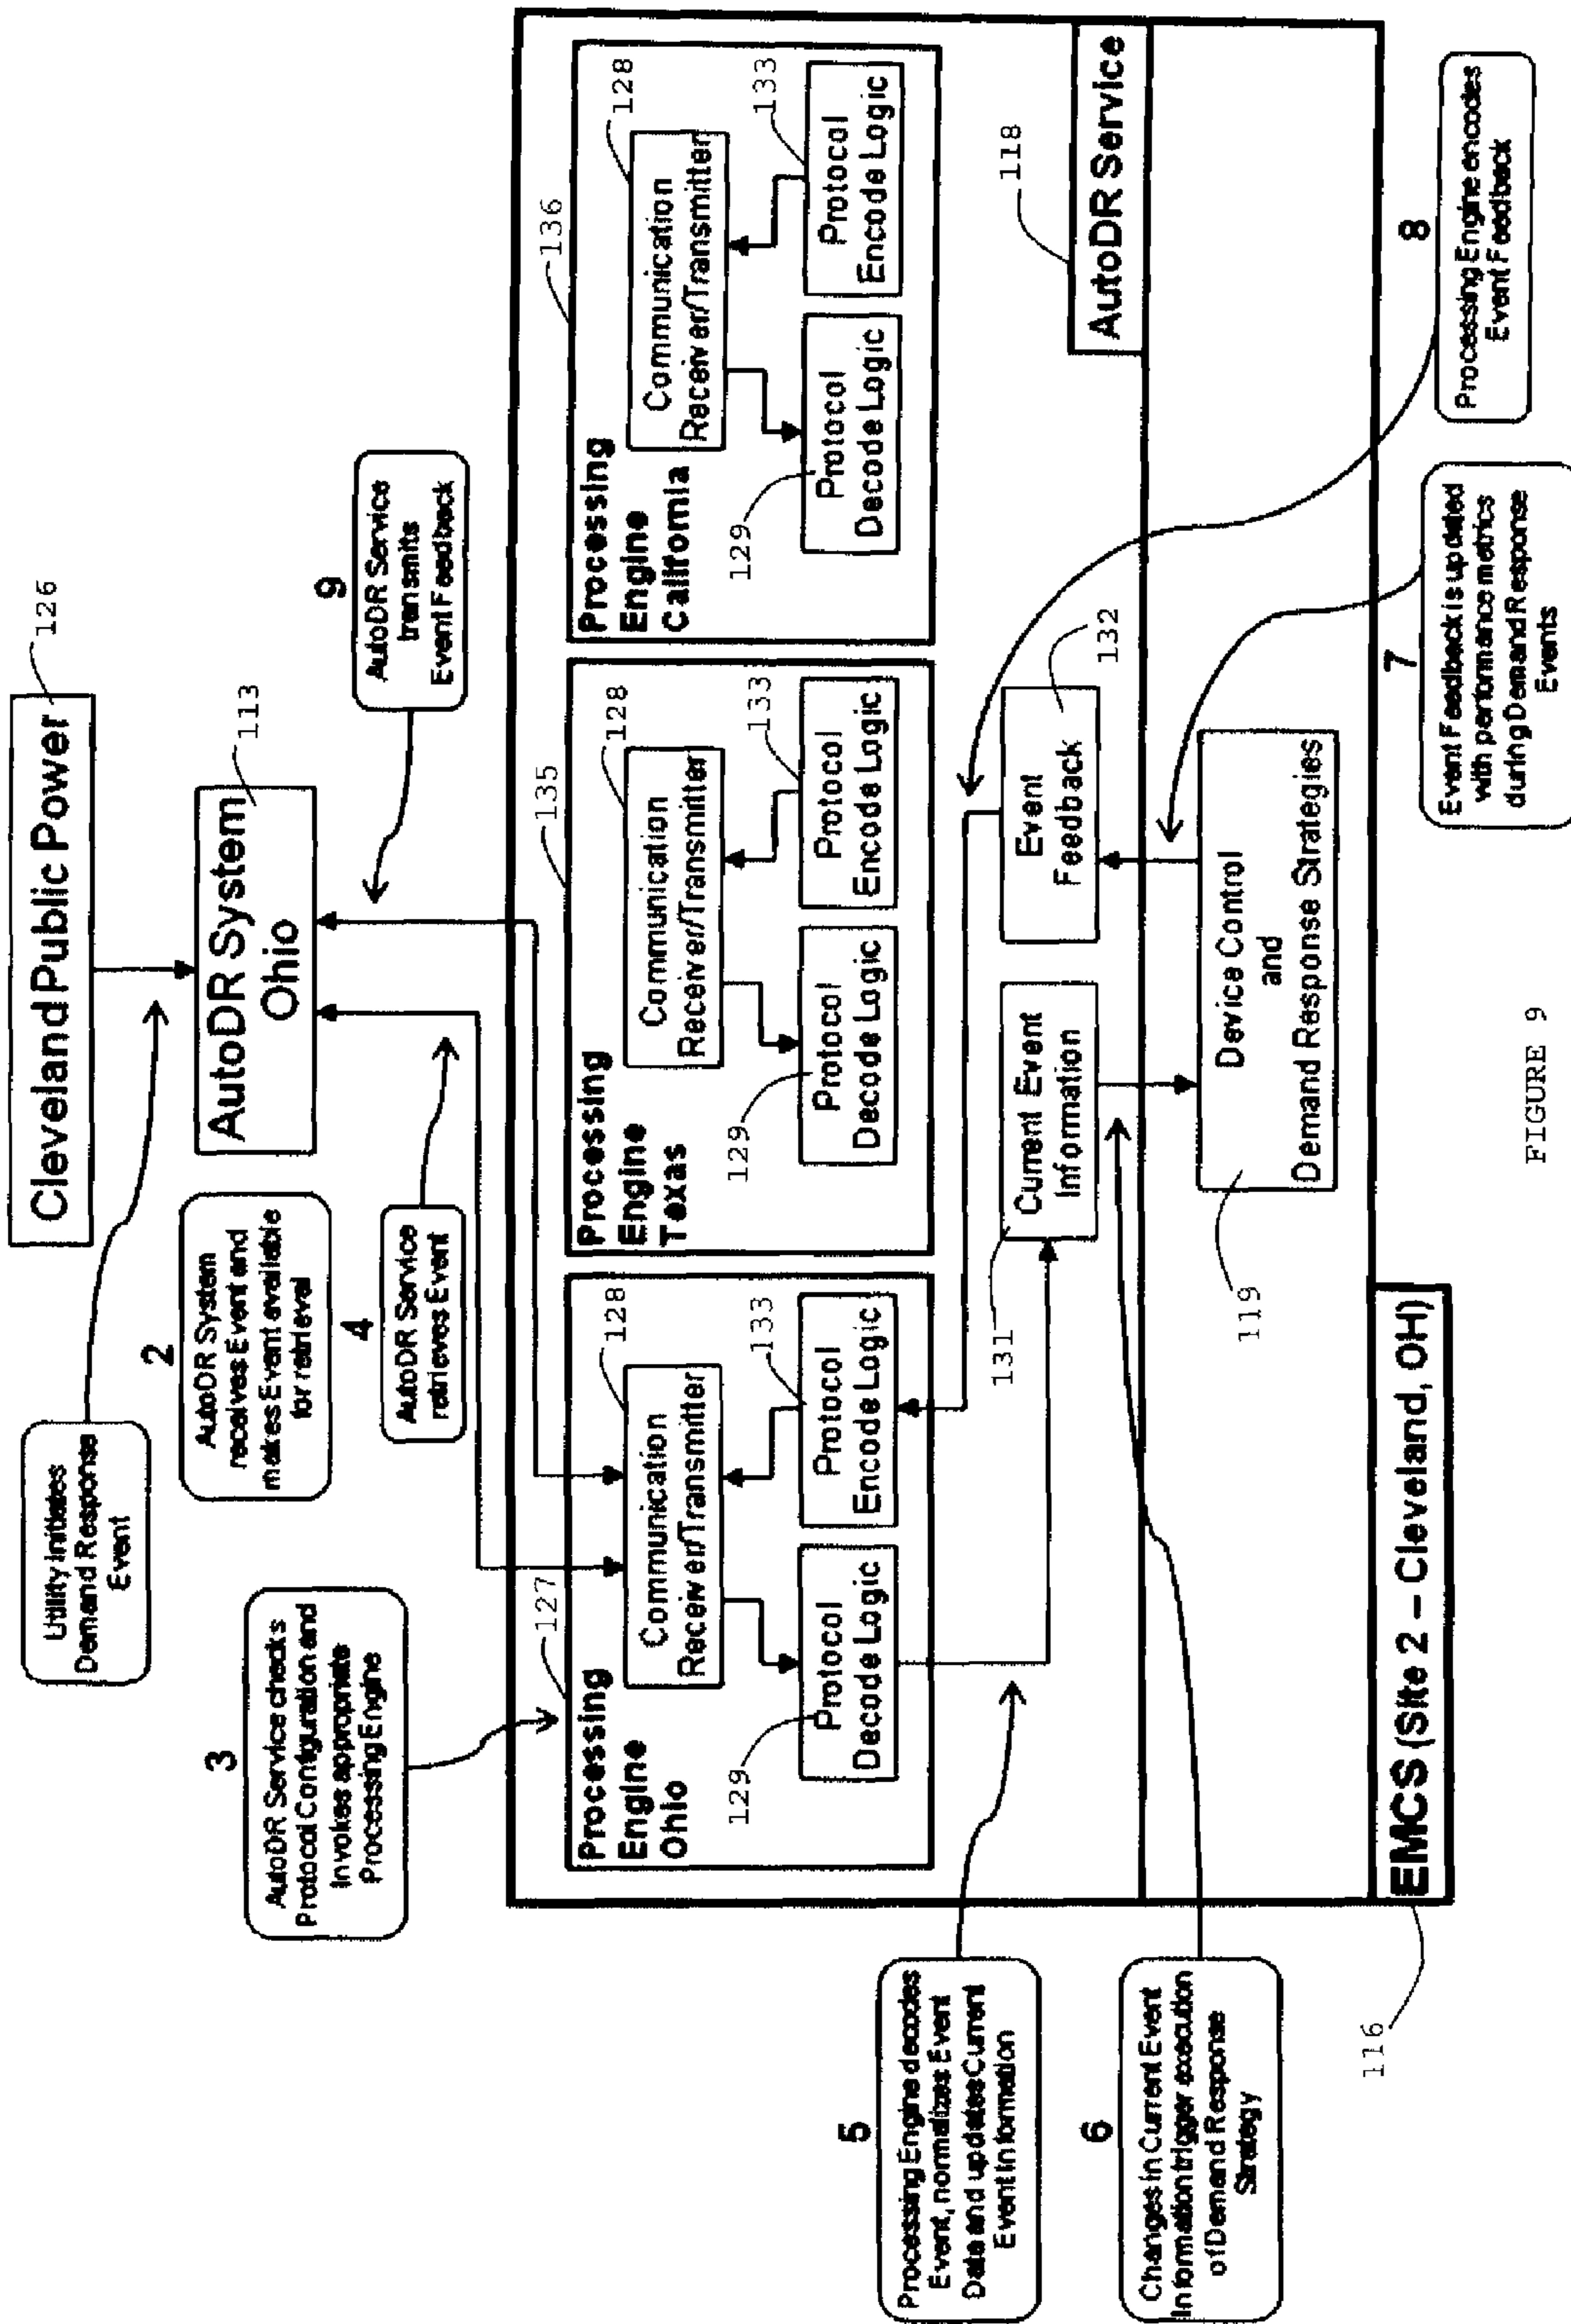 Cleveland Public Power
126
Utility Initiates
Demand Response
Event
2
AutoDR System
receives Event and
makes Event available
for retrieval
AutoDR System
Ohio
113
9
AutoDR Service
transmits
Event Feedback
3
AutoDR Service checks
Protocol Configuration and
Invokes appropriate
Processing Engine
4
AutoDR Service
retrieves Event
127
Processing
Engine
Ohio
128
Communication
Receiver/Transmitter
129
Protocol
Decode Logic
133
Protocol
Encode Logic
135
Processing
Engine
Texas
128
Communication
Receiver/Transmitter
129
Protocol
Decode Logic
133
Protocol
Encode Logic
136
Processing
Engine
California
128
Communication
Receiver/Transmitter
129
Protocol
Decode Logic
133
Protocol
Encode Logic
5
Processing Engine decodes
Event, normalizes Event
Data and updates Current
Event Information
131
Current Event
Information
Event
Feedback
132
118
AutoDR Service
6
Changes in Current Event
Information trigger execution
of Demand Response
Strategy
119
Device Control
and
Demand Response Strategies
7
Event Feedback is updated
with performance metrics
during Demand Response
Events
8
Processing Engine encodes
Event Feedback
116
EMCS (Site 2 – Cleveland, OH)
FIGURE 9